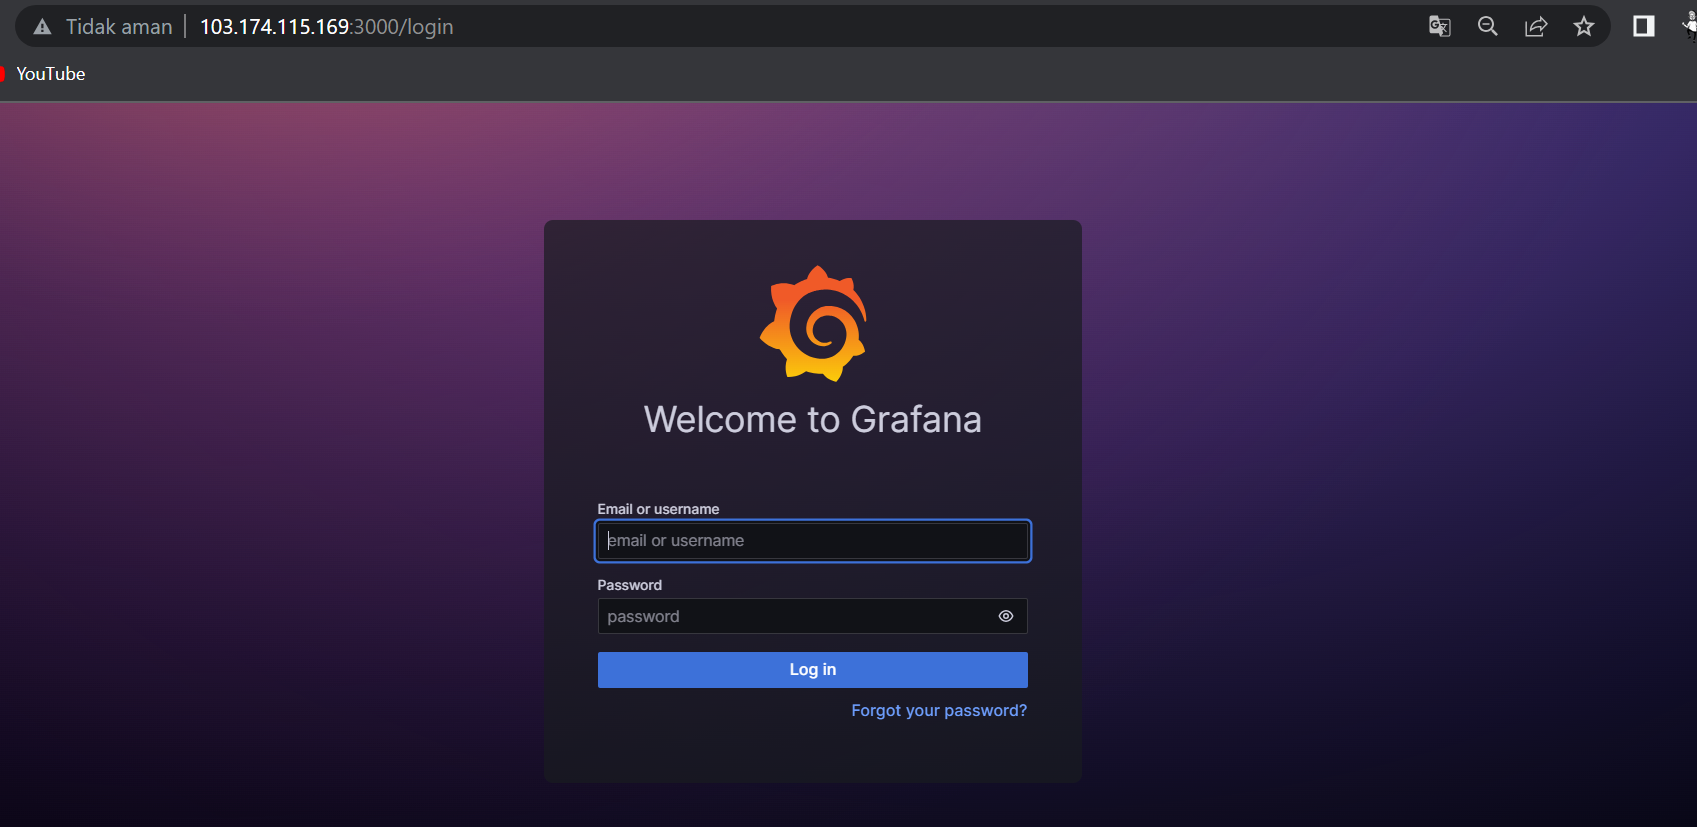 Tidak aman 103.174.115.169:3000/login
YouTube
Welcome to Grafana
Email or username
email or username
Password
password
Log in
Forgot your password?